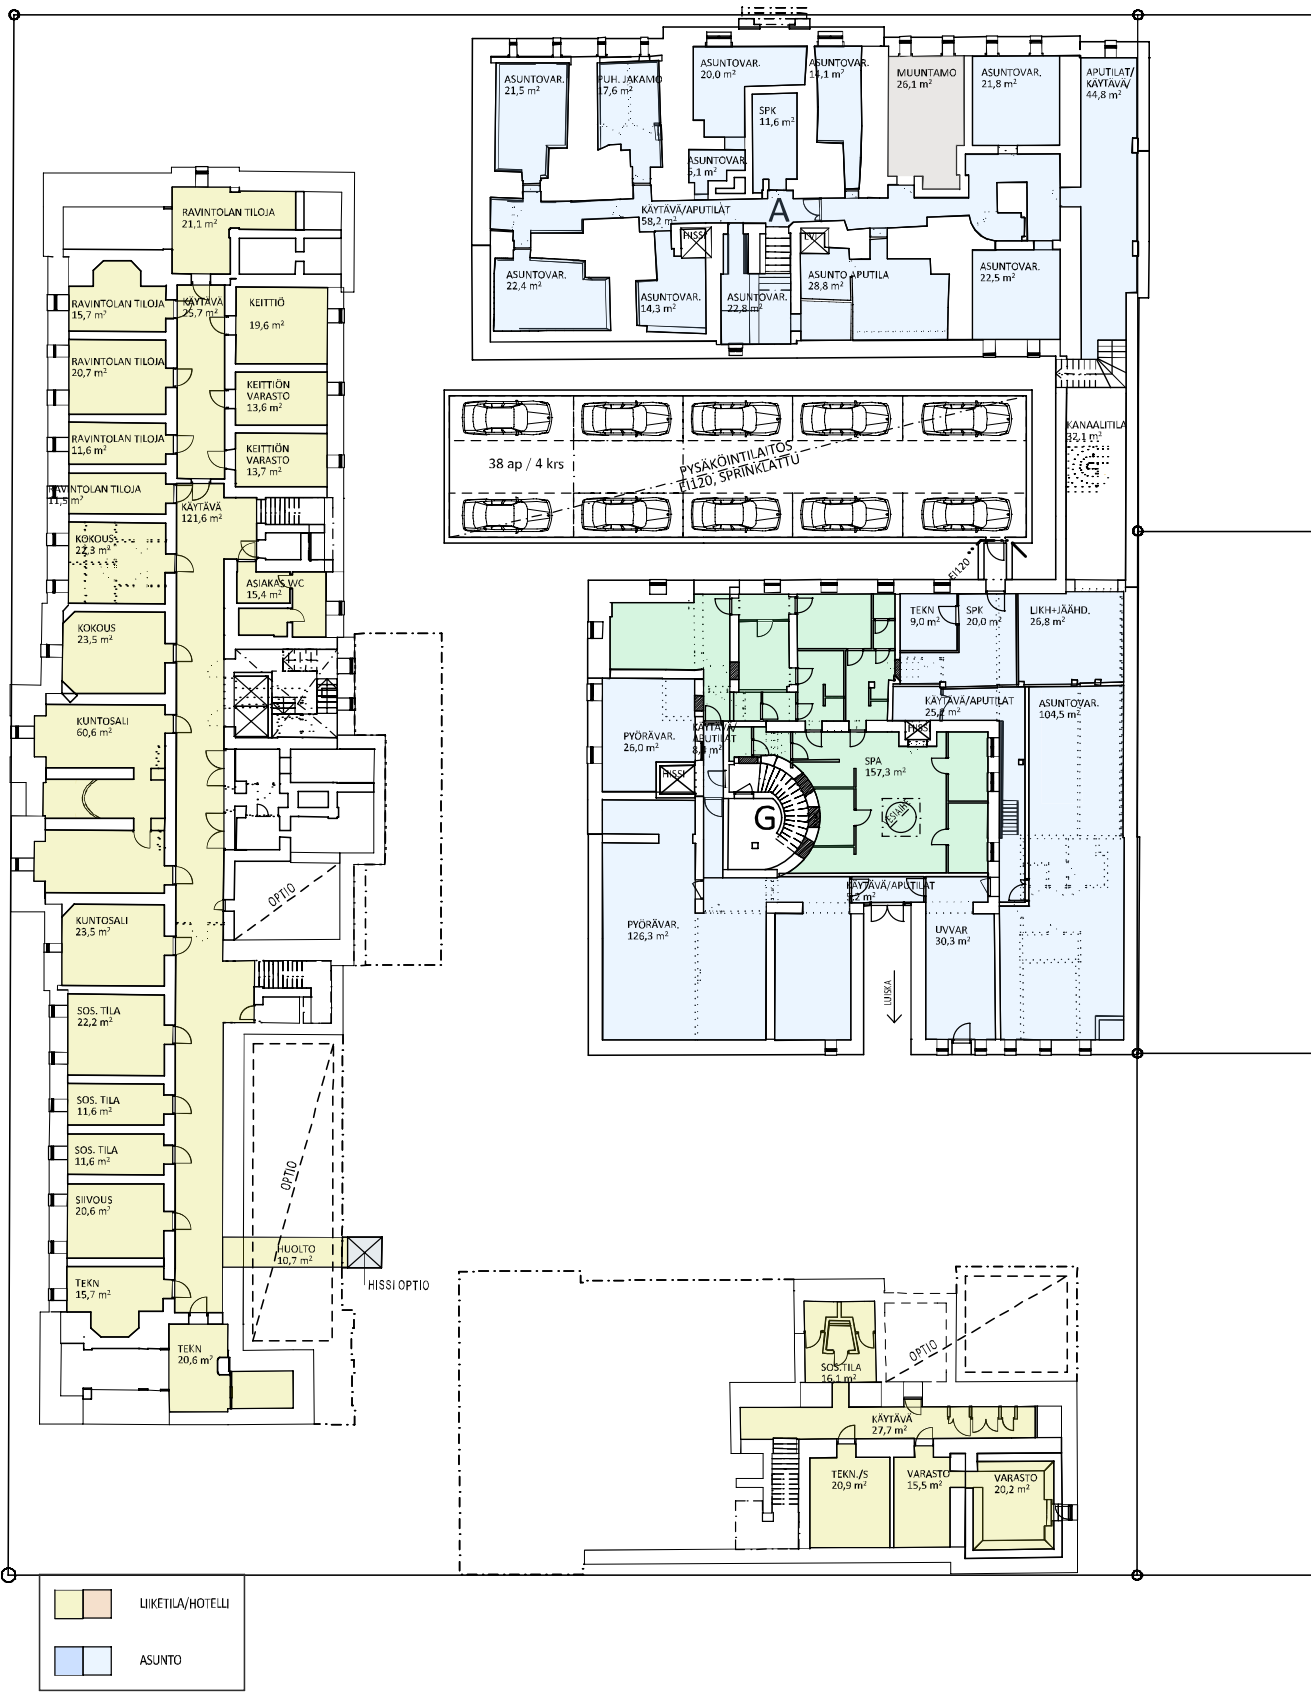 ASUNTOVAR.
21,5 m²
PUH. JAKAMO
17,6 m²
ASUNTOVAR.
20,0 m²
SPK
11,6 m²
ASUNTOVAR.
14,1 m²
MUUNTAMO
26,1 m²
ASUNTOVAR.
21,8 m²
APUTILAT/
KÄYTÄVÄ/
44,8 m²
ASUNTOVAR.
KÄYTÄVÄ/APUTILAT
58,2 m²
A
HISSI
ASUNTOVAR.
22,4 m²
ASUNTOVAR.
14,3 m²
ASUNTOVAR.
22,8 m²
ASUNTO APUTILA
28,8 m²
ASUNTOVAR.
22,5 m²
RAVINTOLAN TILOJA
21,1 m²
RAVINTOLAN TILOJA
15,7 m²
KÄYTÄVÄ
25,7 m²
KEITTIÖ
19,6 m²
RAVINTOLAN TILOJA
20,7 m²
KEITTIÖN
VARASTO
13,6 m²
RAVINTOLAN TILOJA
11,6 m²
KEITTIÖN
VARASTO
13,7 m²
RAVINTOLAN TILOJA
11,5 m²
KÄYTÄVÄ
121,6 m²
KOKOUS
22,3 m²
ASIAKAS WC
15,4 m²
KOKOUS
23,5 m²
KUNTOSALI
60,6 m²
OPTIO
KUNTOSALI
23,5 m²
SOS. TILA
22,2 m²
SOS. TILA
11,6 m²
SOS. TILA
11,6 m²
SIIVOUS
20,6 m²
OPTIO
HUOLTO
10,7 m²
HISSI OPTIO
TEKN
15,7 m²
TEKN
20,6 m²
38 ap / 4 krs
PYSÄKÖINTILAITOS
EI120, SPRINKLATTU
KANAALITILA
32,1 m²
G
EI120
TEKN
9,0 m²
SPK
20,0 m²
LIKH+JÄÄHD.
26,8 m²
PYÖRÄVAR.
26,0 m²
KÄYTÄVÄ/
APUTILAT
HISSI
KÄYTÄVÄ/APUTILAT
HISSI
ASUNTOVAR.
104,5 m²
SPA
157,3 m²
G
KÄYTÄVÄ/APUTILAT
PYÖRÄVAR.
126,3 m²
UVVAR
30,3 m²
LUISKA
SOS.TILA
16,1 m²
OPTIO
KÄYTÄVÄ
27,7 m²
TEKN./S
20,9 m²
VARASTO
15,5 m²
VARASTO
20,2 m²
LIIKETILA/HOTELLI
ASUNTO